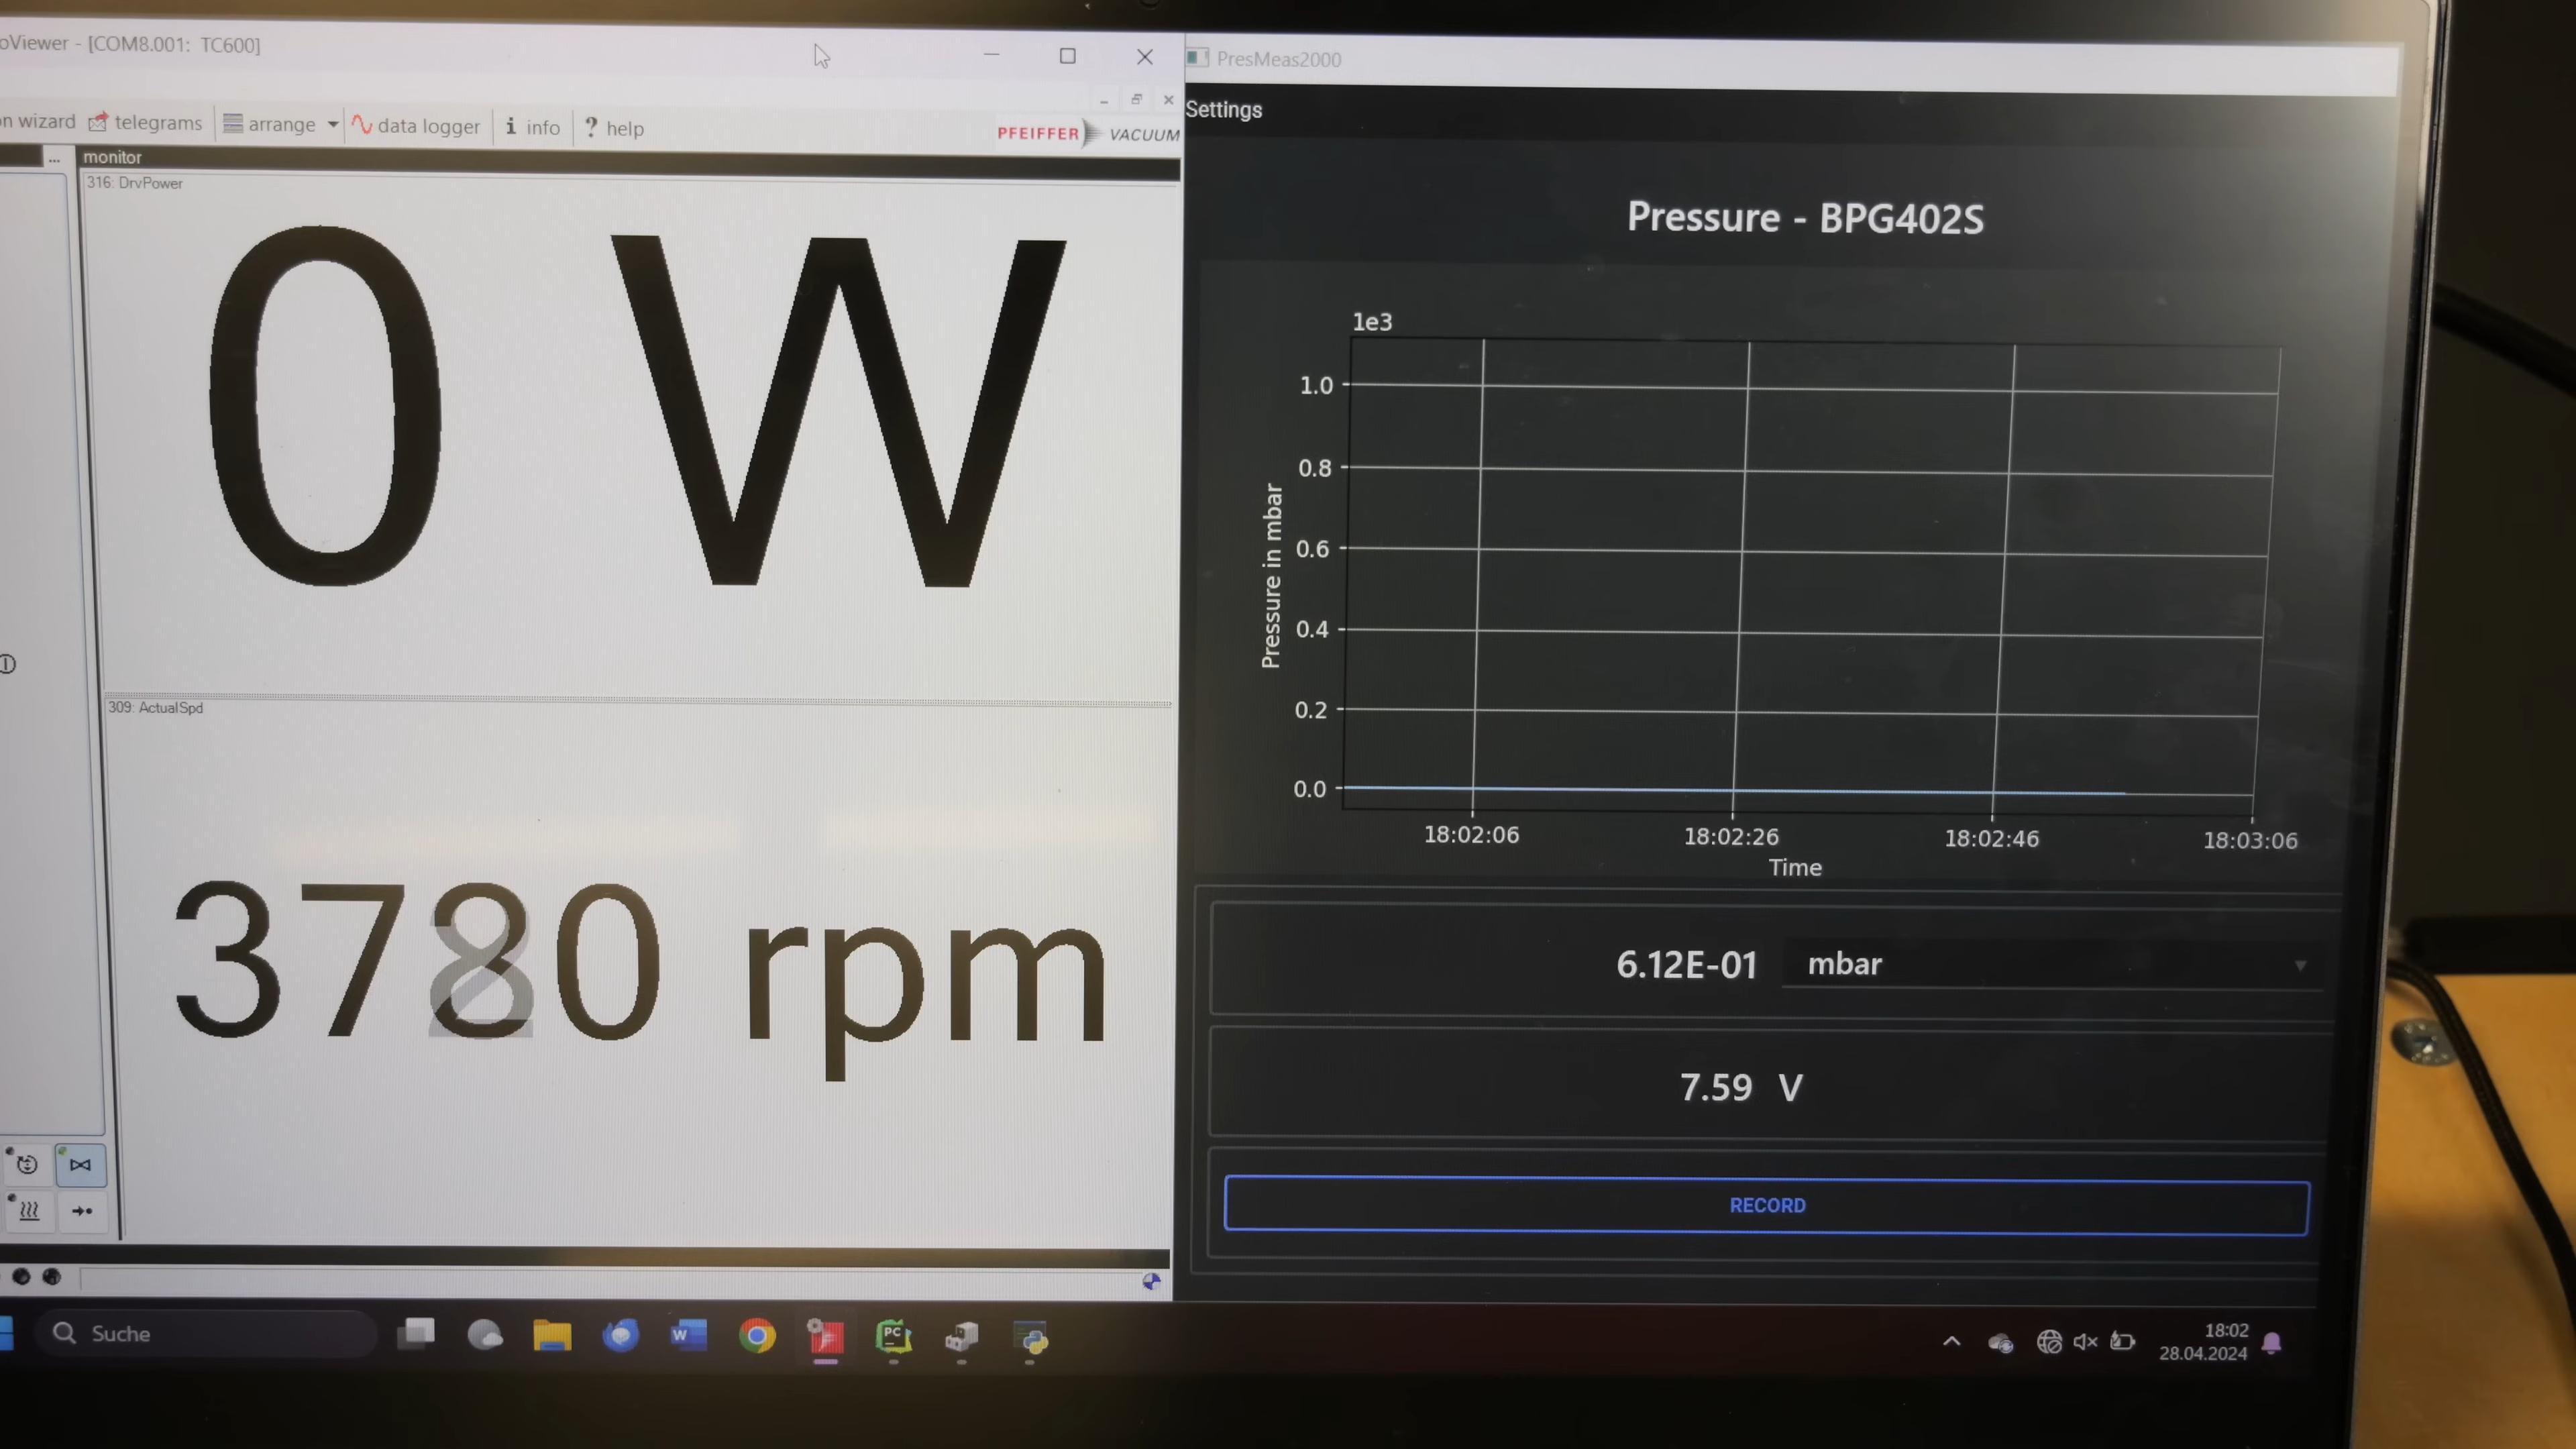 oViewer - [COM8.001: TC600]
n wizard telegrams arrange data logger i info ? help
PFEIFFER VACUUM
... monitor
316: DrvPower
0 W
309: ActualSpd
rpm
Suche
PresMeas2000
Settings
Pressure - BPG402S
1e3
1.0
0.8
0.6
0.4
0.2
0.0
Pressure in mbar
18:02:06 18:02:26 18:02:46 18:03:06
Time
6.12E-01 mbar
7.59 V
RECORD
18:02
28.04.2024